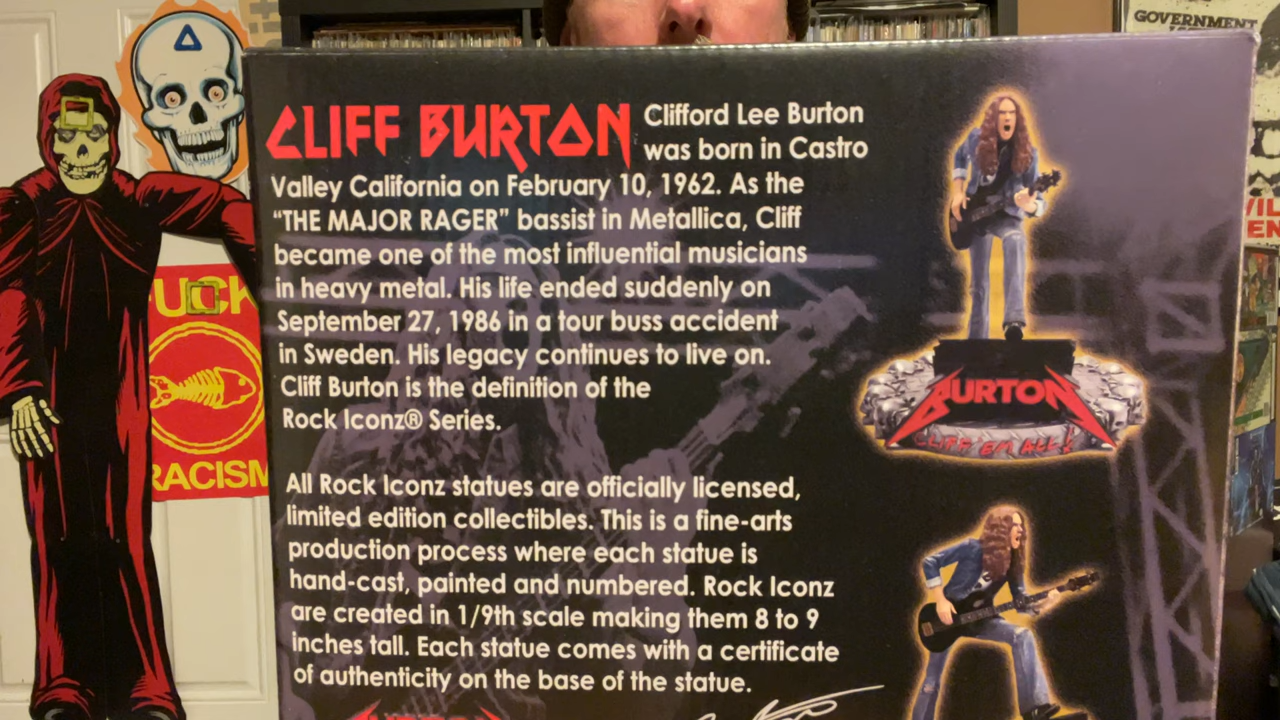 CLIFF BURTON
Clifford Lee Burton
was born in Castro
Valley California on February 10, 1962. As the
“THE MAJOR RAGER” bassist in Metallica, Cliff
became one of the most influential musicians
in heavy metal. His life ended suddenly on
September 27, 1986 in a tour buss accident
in Sweden. His legacy continues to live on.
Cliff Burton is the definition of the
Rock Iconz® Series.
All Rock Iconz statues are officially licensed,
limited edition collectibles. This is a fine-arts
production process where each statue is
hand-cast, painted and numbered. Rock Iconz
are created in 1/9th scale making them 8 to 9
inches tall. Each statue comes with a certificate
of authenticity on the base of the statue.
BURTON
CLIFF 'EM ALL!
FUCK
RACISM
GOVERNMENT